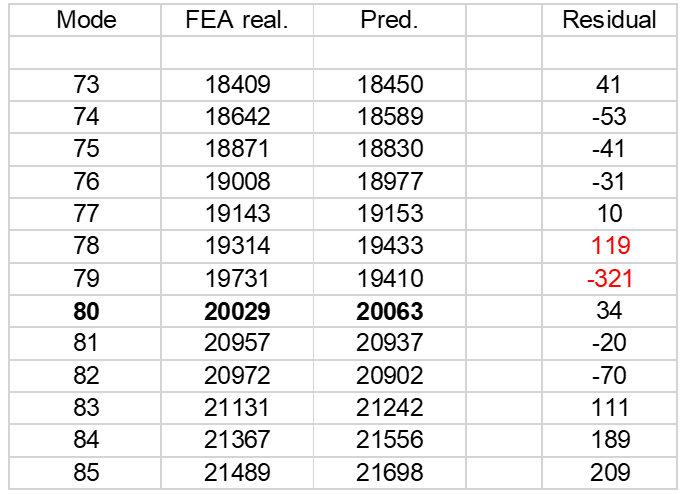 Mode FEA real. Pred. Residual
73 18409 18450 41
74 18642 18589 -53
75 18871 18830 -41
76 19008 18977 -31
77 19143 19153 10
78 19314 19433 119
79 19731 19410 -321
80 20029 20063 34
81 20957 20937 -20
82 20972 20902 -70
83 21131 21242 111
84 21367 21556 189
85 21489 21698 209